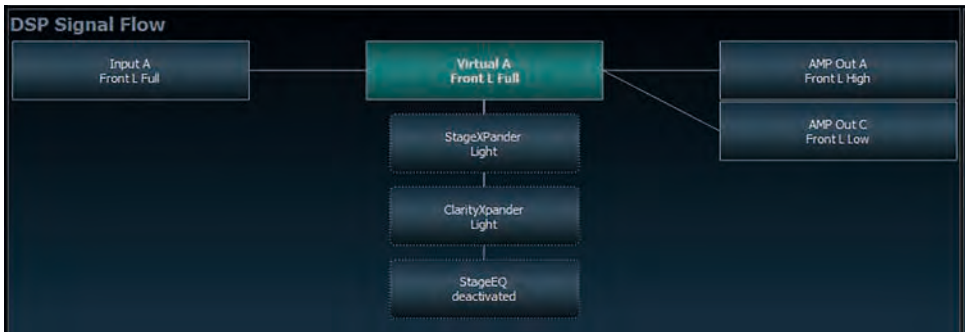 DSP Signal Flow
Input A
Front L Full
Virtual A
Front L Full
AMP Out A
Front L High
AMP Out C
Front L Low
StageXPander
Light
ClarityXpander
Light
StageEQ
deactivated